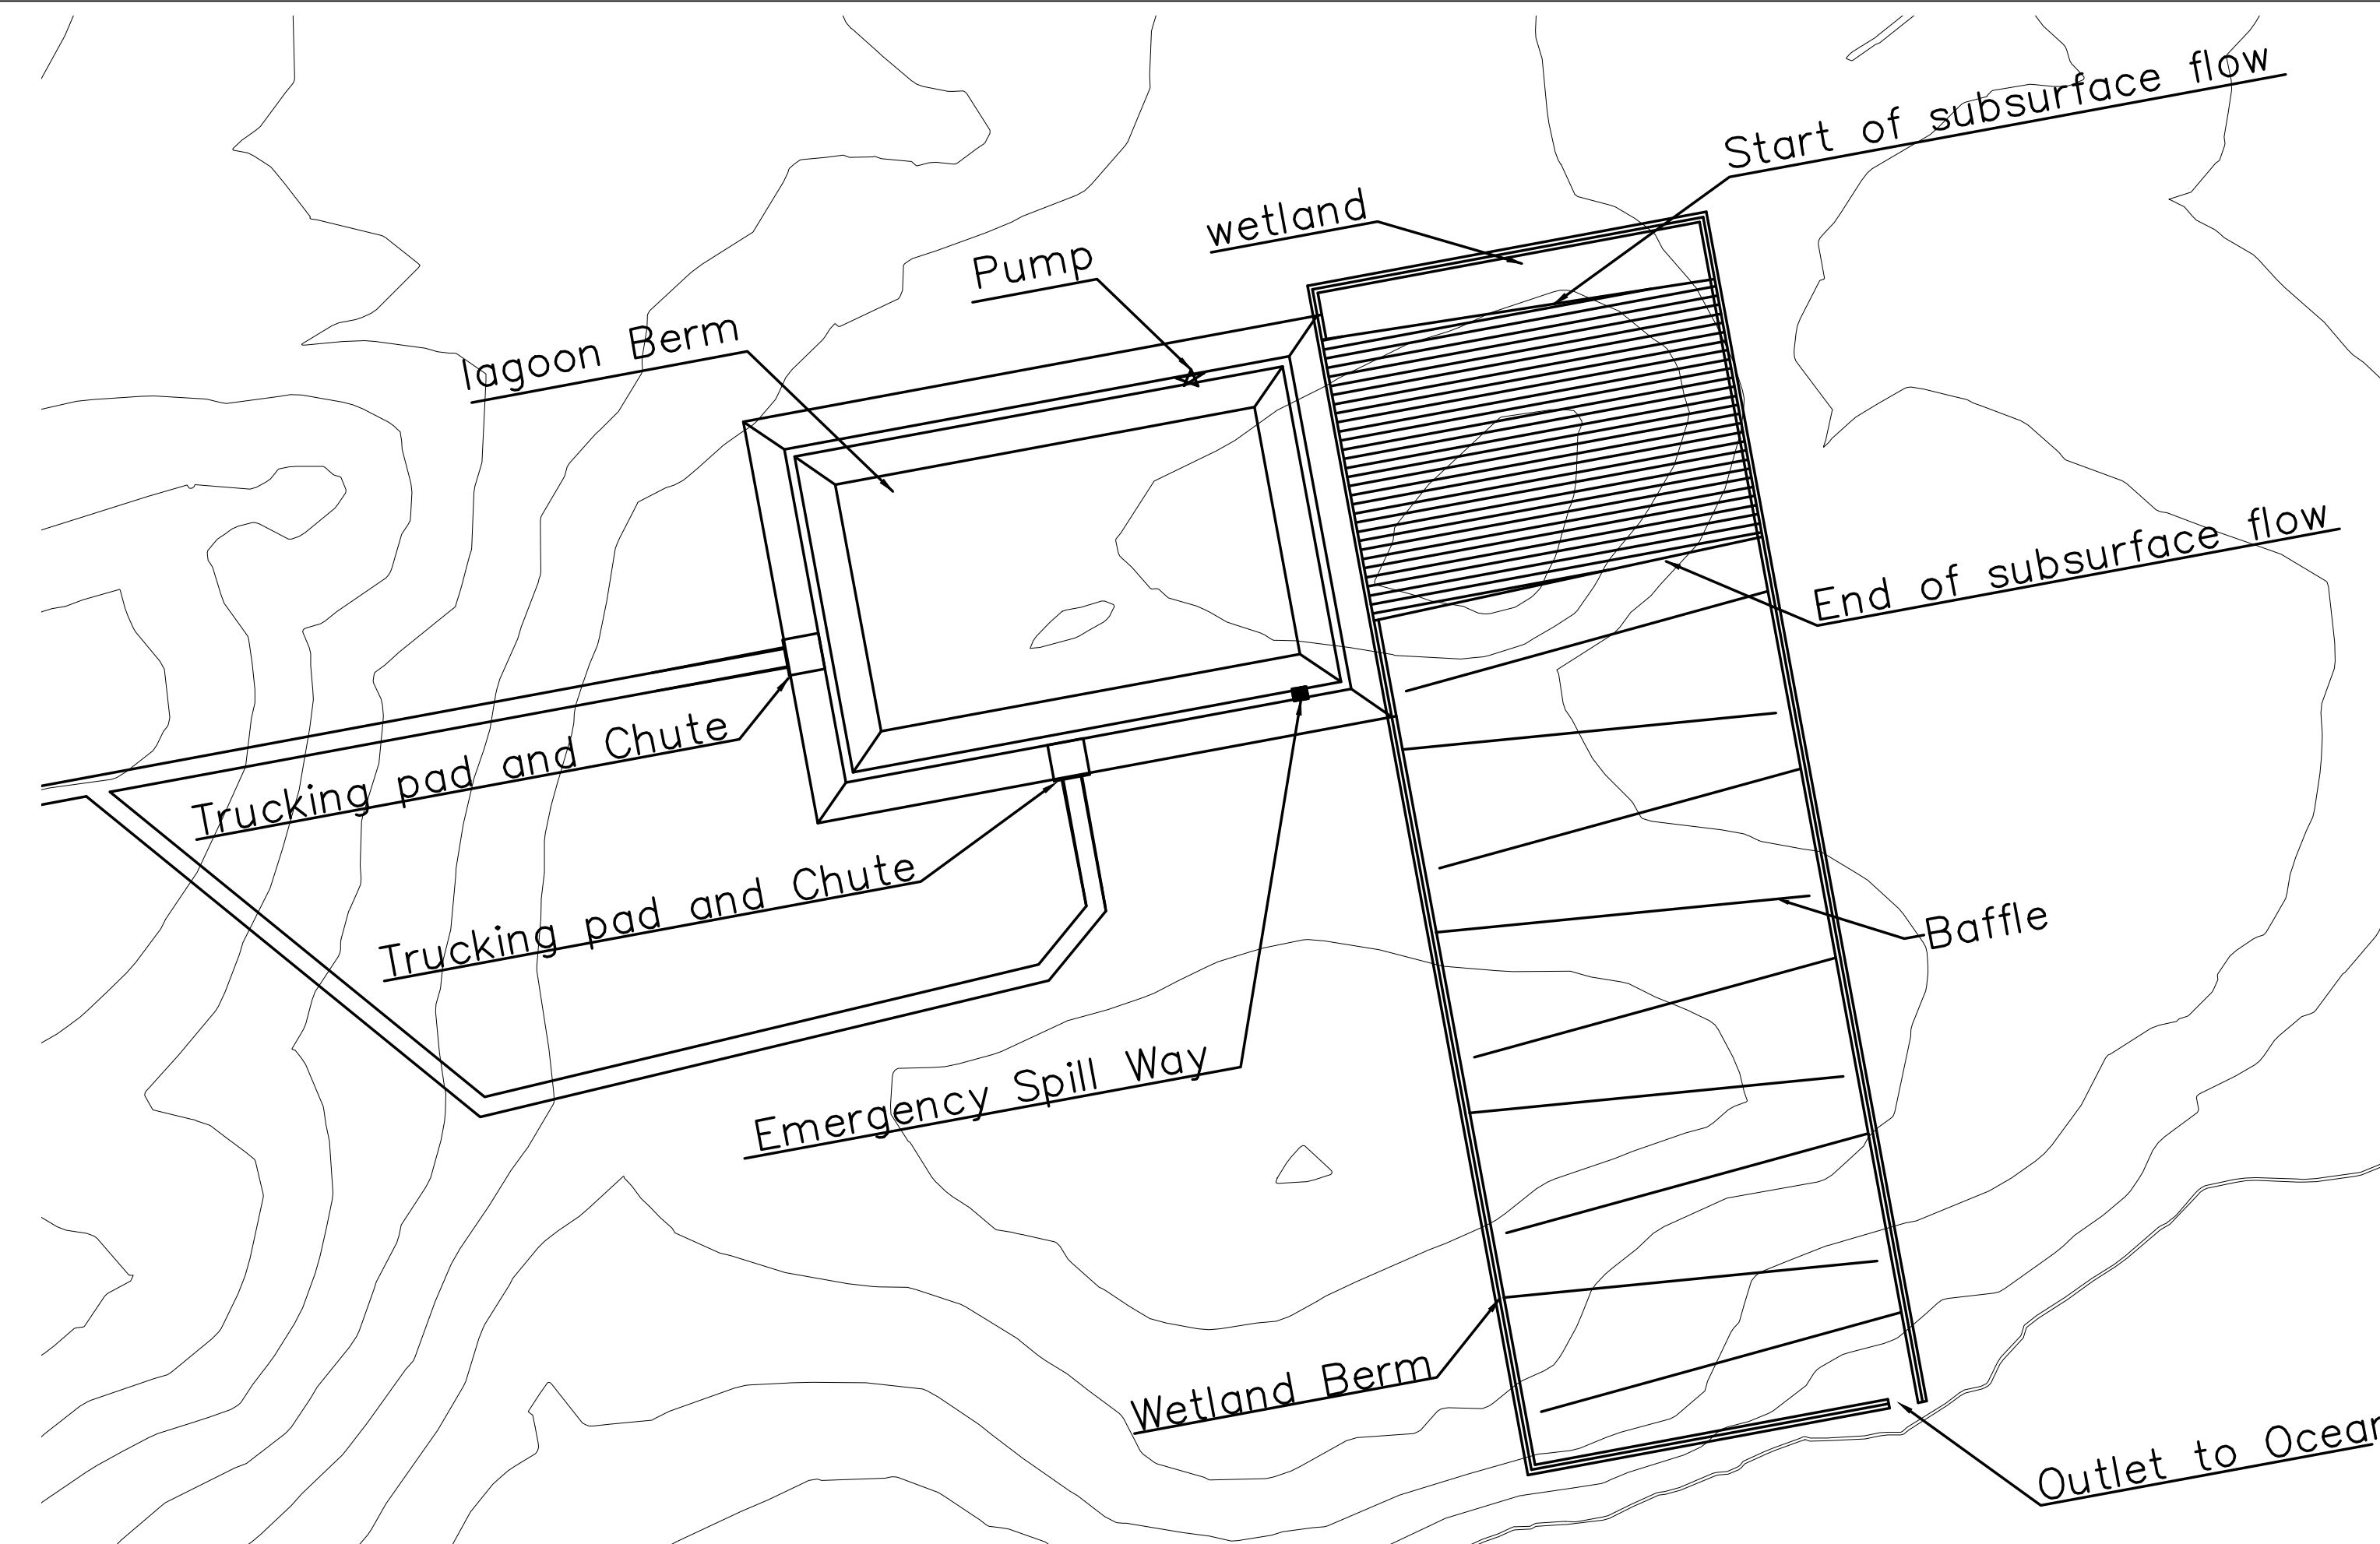 Start of subsurface flow
wetland
Pump
lagoon Berm
End of subsurface flow
Trucking pad and Chute
Trucking pad and Chute
Baffle
Emergency Spill Way
Wetland Berm
Outlet to Ocean